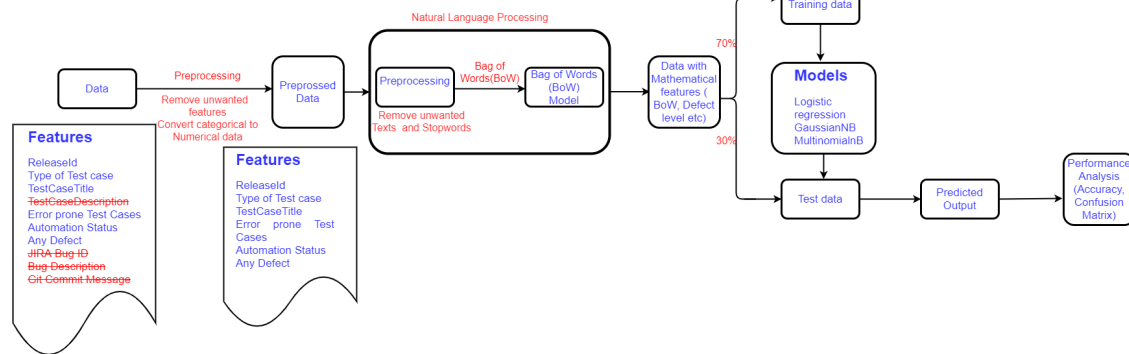 Natural Language Processing
Data
Preprocessing
Remove unwanted
features
Convert categorical to
Numerical data
Preprossed
Data
Preprocessing
Remove unwanted
Texts and Stopwords
Bag of
Words(BoW)
Bag of Words
(BoW)
Model
Data with
Mathematical
features (
BoW, Defect
level etc)
70%
30%
Training data
Models
Logistic
regression
GaussianNB
MultinomialnB
Test data
Predicted
Output
Performance
Analysis
(Accuracy,
Confusion
Matrix)
Features
ReleaseId
Type of Test case
TestCaseTitle
TestCaseDescription
Error prone Test Cases
Automation Status
Any Defect
JIRA Bug ID
Bug Description
Git Commit Message
Features
ReleaseId
Type of Test case
TestCaseTitle
Error prone Test
Cases
Automation Status
Any Defect